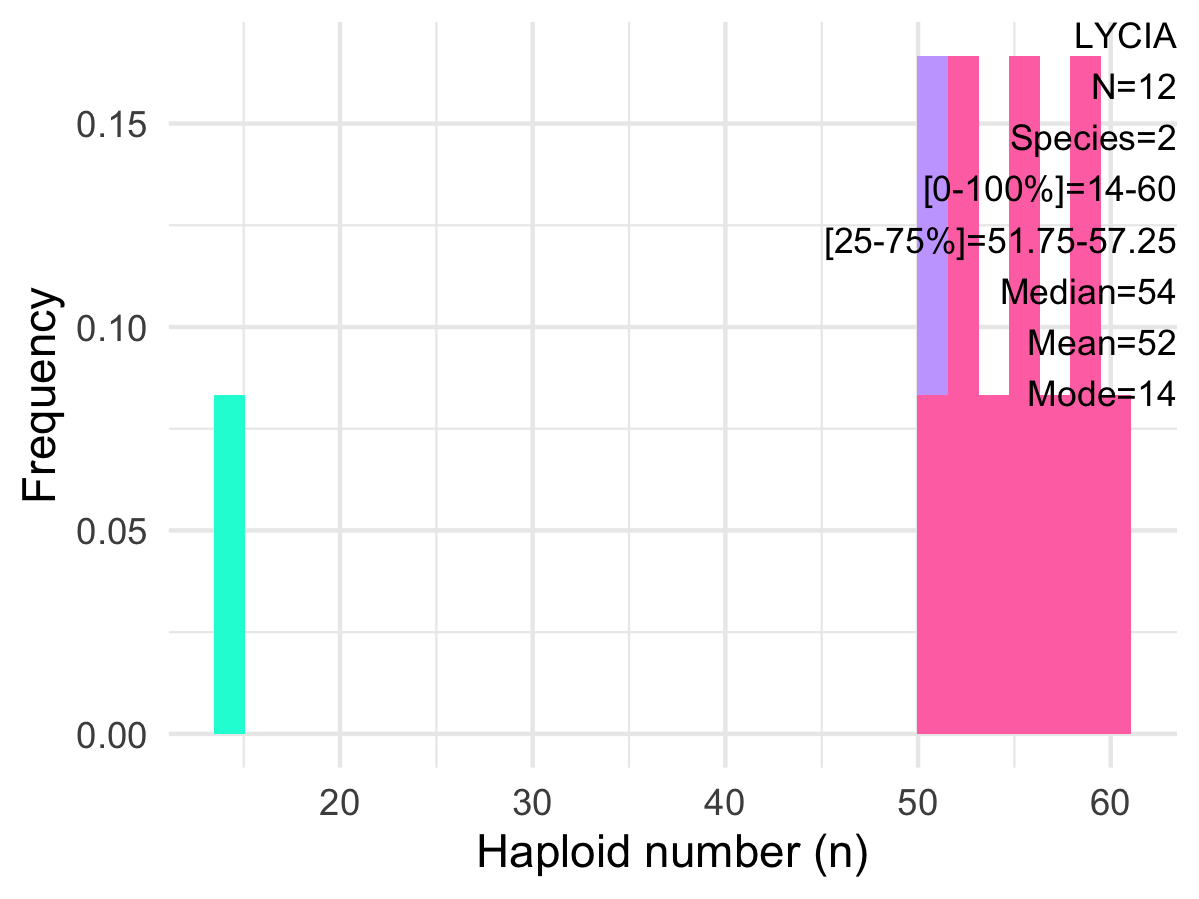 LYCIA
N=12
Species=2
[0-100%]=14-60
[25-75%]=51.75-57.25
Median=54
Mean=52
Mode=14
0.15
0.10
0.05
0.00
Frequency
20 30 40 50 60
Haploid number (n)